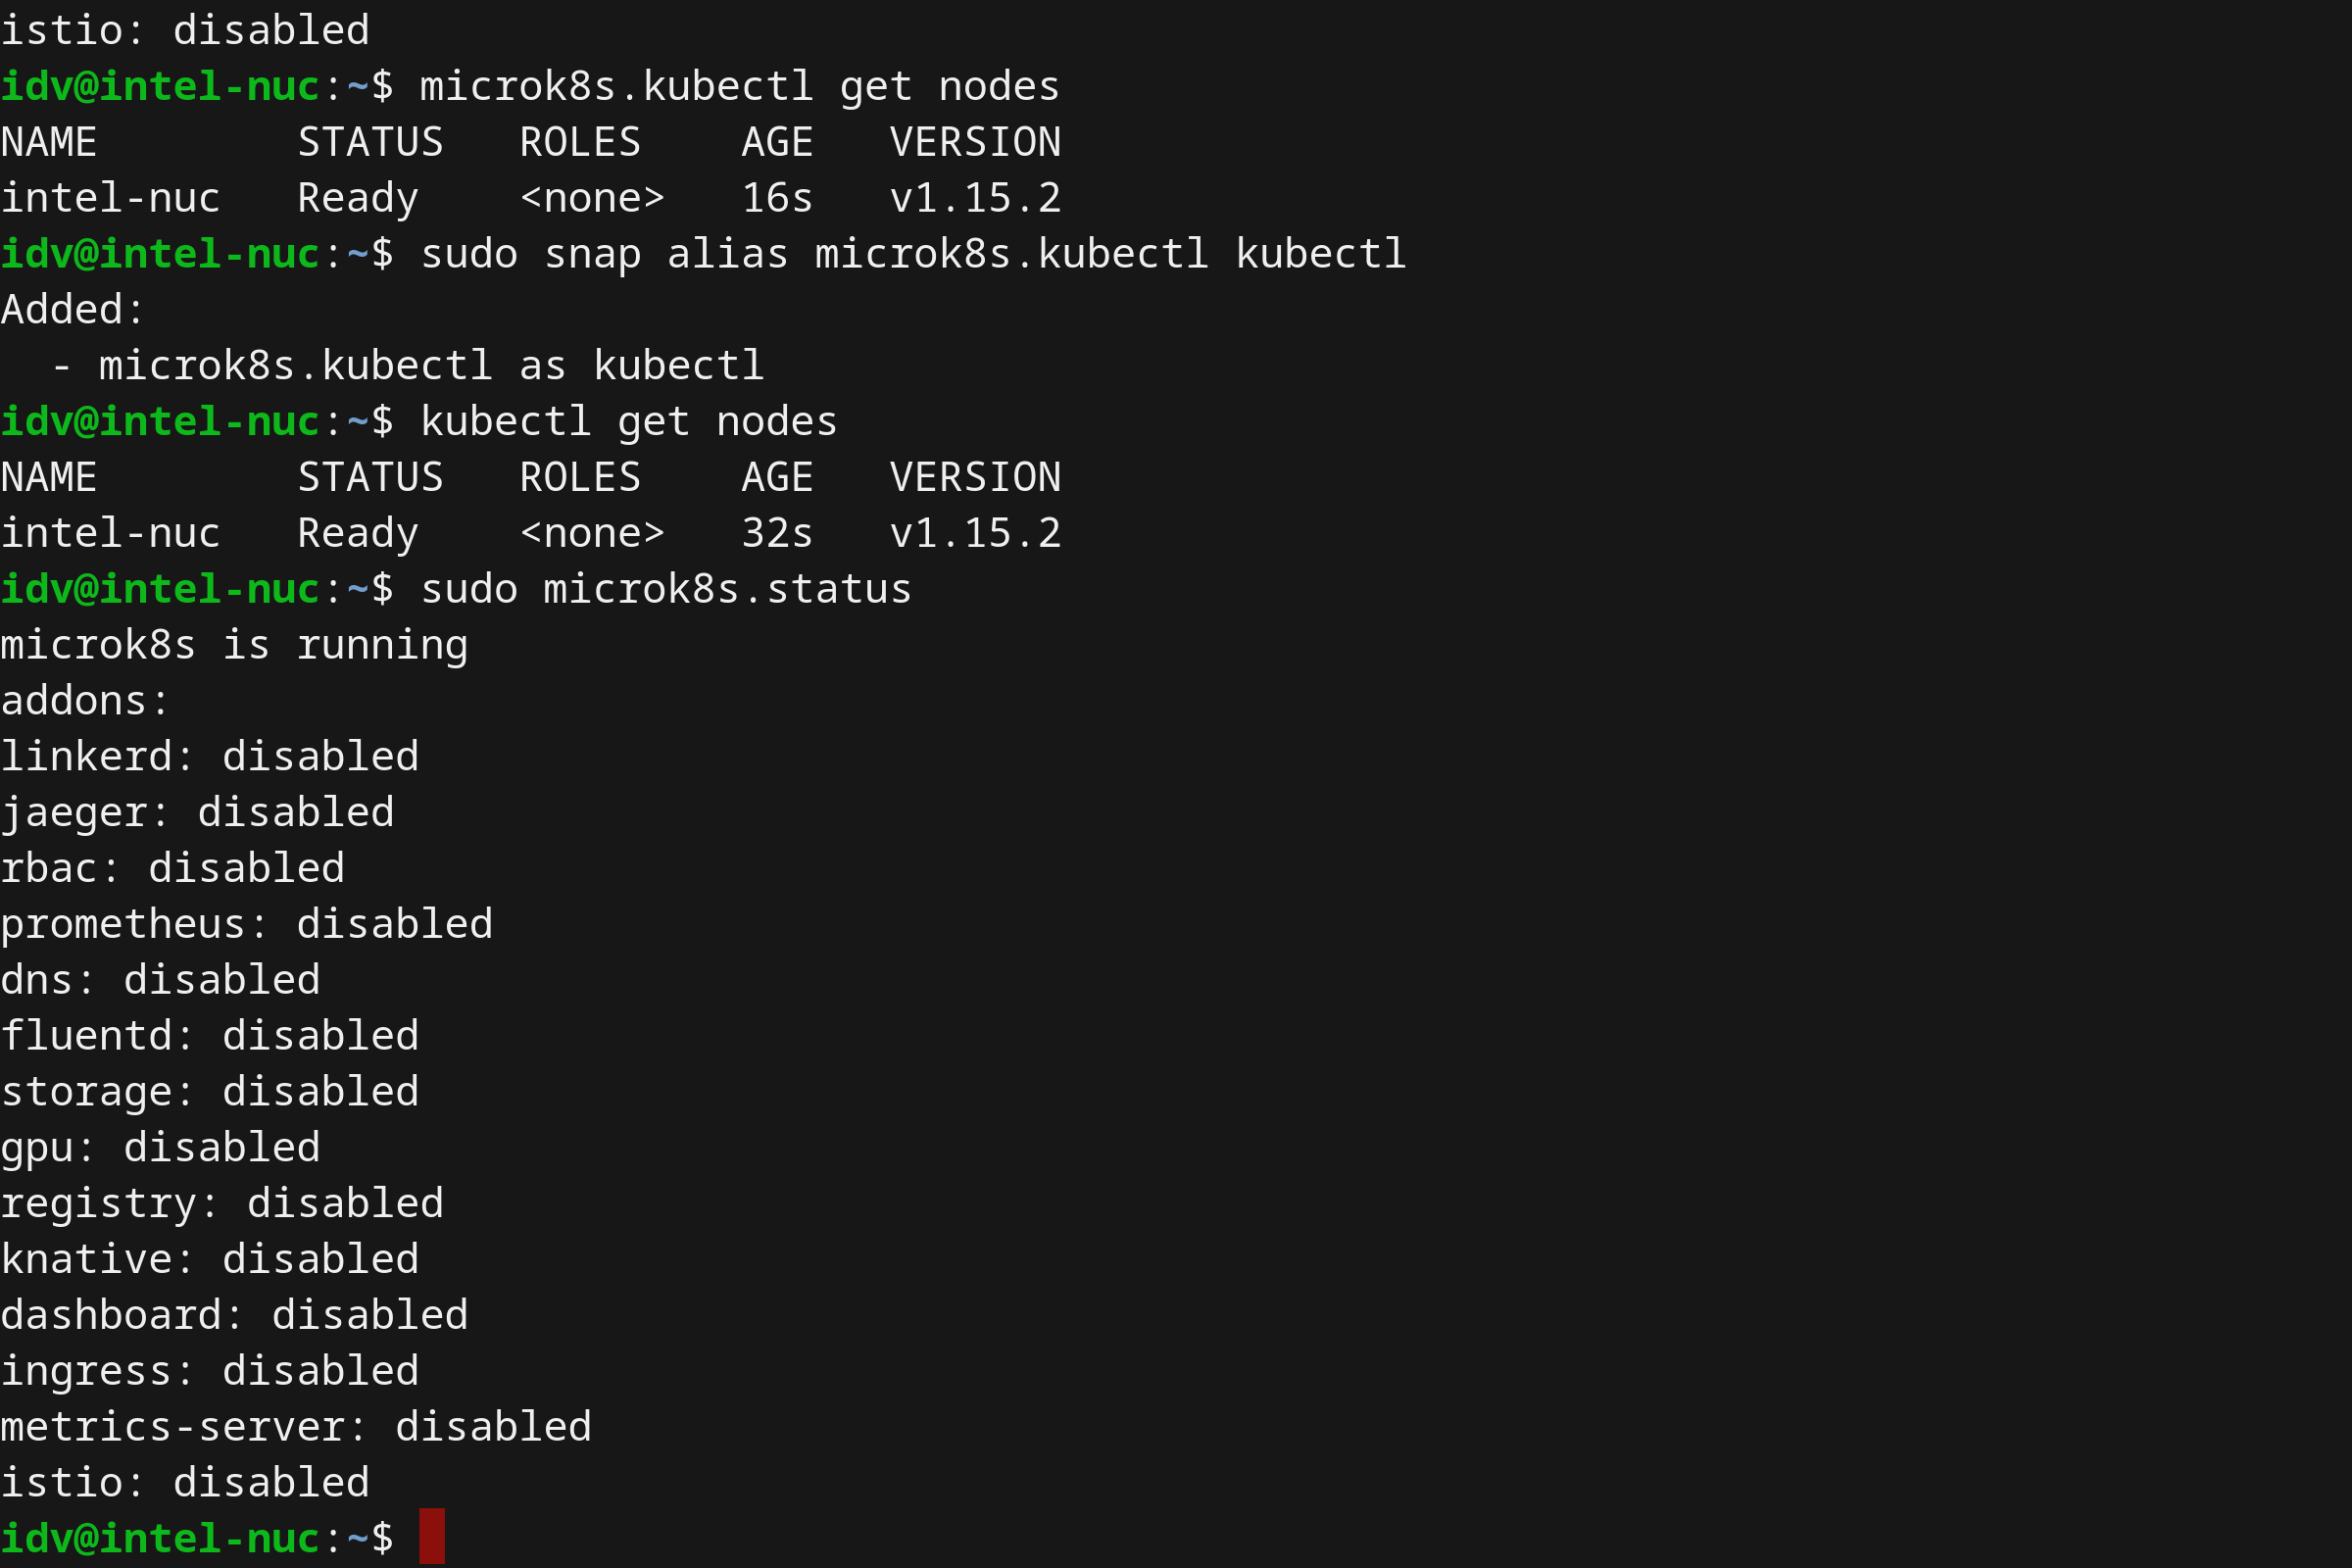 istio: disabled
idv@intel-nuc:~$ microk8s.kubectl get nodes
NAME        STATUS   ROLES    AGE   VERSION
intel-nuc   Ready    <none>   16s   v1.15.2
idv@intel-nuc:~$ sudo snap alias microk8s.kubectl kubectl
Added:
  - microk8s.kubectl as kubectl
idv@intel-nuc:~$ kubectl get nodes
NAME        STATUS   ROLES    AGE   VERSION
intel-nuc   Ready    <none>   32s   v1.15.2
idv@intel-nuc:~$ sudo microk8s.status
microk8s is running
addons:
linkerd: disabled
jaeger: disabled
rbac: disabled
prometheus: disabled
dns: disabled
fluentd: disabled
storage: disabled
gpu: disabled
registry: disabled
knative: disabled
dashboard: disabled
ingress: disabled
metrics-server: disabled
istio: disabled
idv@intel-nuc:~$